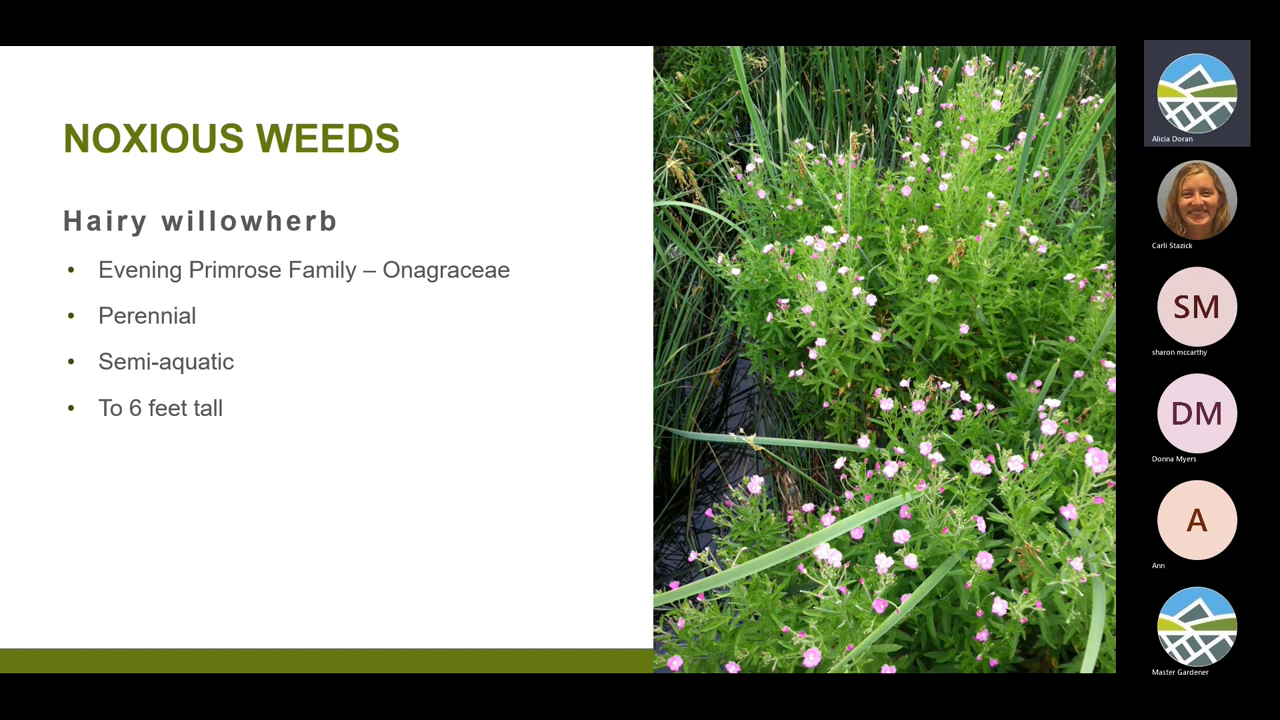 NOXIOUS WEEDS
Hairy willowherb
• Evening Primrose Family – Onagraceae
• Perennial
• Semi-aquatic
• To 6 feet tall
Alicia Doran
Carli Stazick
SM
sharon mccarthy
DM
Donna Myers
A
Ann
Master Gardener